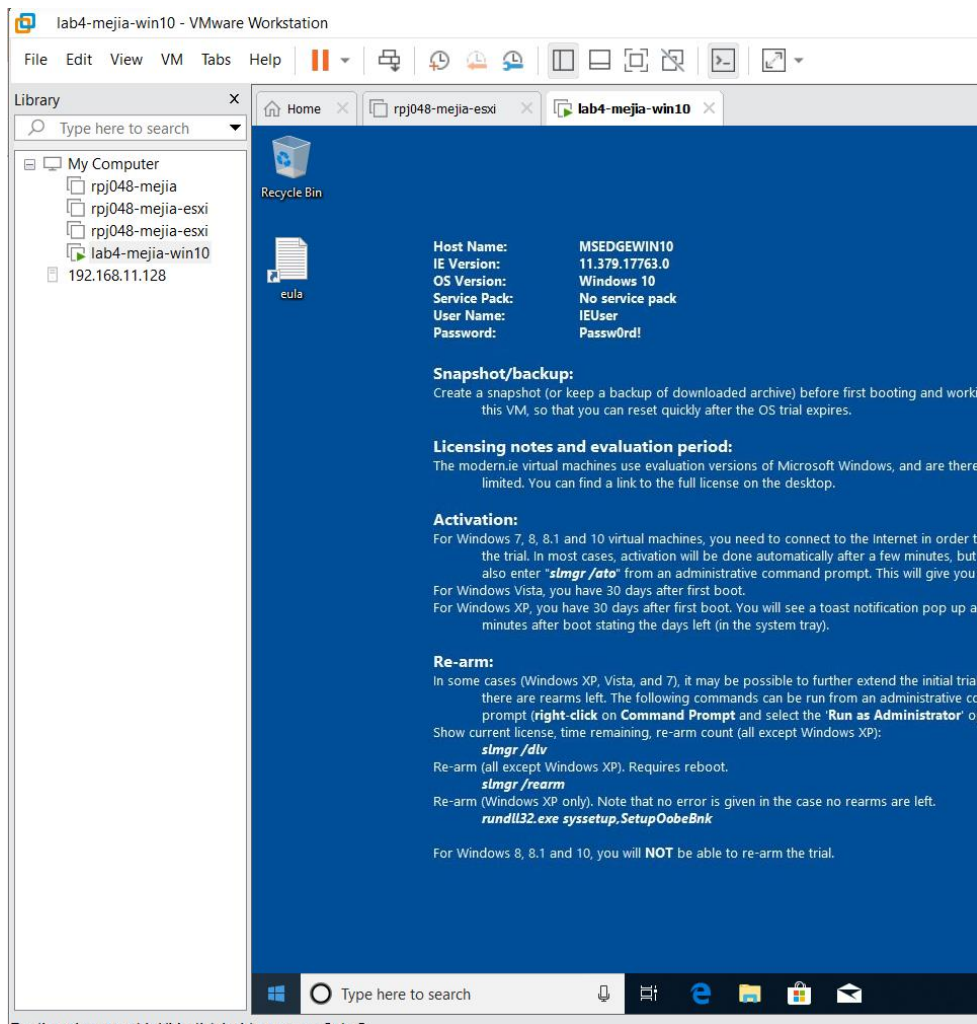 lab4-mejia-win10 - VMware Workstation
File Edit View VM Tabs Help
Library X
Type here to search
My Computer
rpj048-mejia
rpj048-mejia-esxi
rpj048-mejia-esxi
lab4-mejia-win10
192.168.11.128
Home
rpj048-mejia-esxi
lab4-mejia-win10
Recycle Bin
eula
Host Name: MSEDGEWIN10
IE Version: 11.379.17763.0
OS Version: Windows 10
Service Pack: No service pack
User Name: IEUser
Password: Passw0rd!
Snapshot/backup:
Create a snapshot (or keep a backup of downloaded archive) before first booting and worki
this VM, so that you can reset quickly after the OS trial expires.
Licensing notes and evaluation period:
The modern.ie virtual machines use evaluation versions of Microsoft Windows, and are there
limited. You can find a link to the full license on the desktop.
Activation:
For Windows 7, 8, 8.1 and 10 virtual machines, you need to connect to the Internet in order t
the trial. In most cases, activation will be done automatically after a few minutes, but
also enter "slmgr /ato" from an administrative command prompt. This will give you
For Windows Vista, you have 30 days after first boot.
For Windows XP, you have 30 days after first boot. You will see a toast notification pop up a
minutes after boot stating the days left (in the system tray).
Re-arm:
In some cases (Windows XP, Vista, and 7), it may be possible to further extend the initial tria
there are rearms left. The following commands can be run from an administrative co
prompt (right-click on Command Prompt and select the 'Run as Administrator' o
Show current license, time remaining, re-arm count (all except Windows XP):
slmgr /dlv
Re-arm (all except Windows XP). Requires reboot.
slmgr /rearm
Re-arm (Windows XP only). Note that no error is given in the case no rearms are left.
rundll32.exe syssetup,SetupOobeBnk
For Windows 8, 8.1 and 10, you will NOT be able to re-arm the trial.
Type here to search